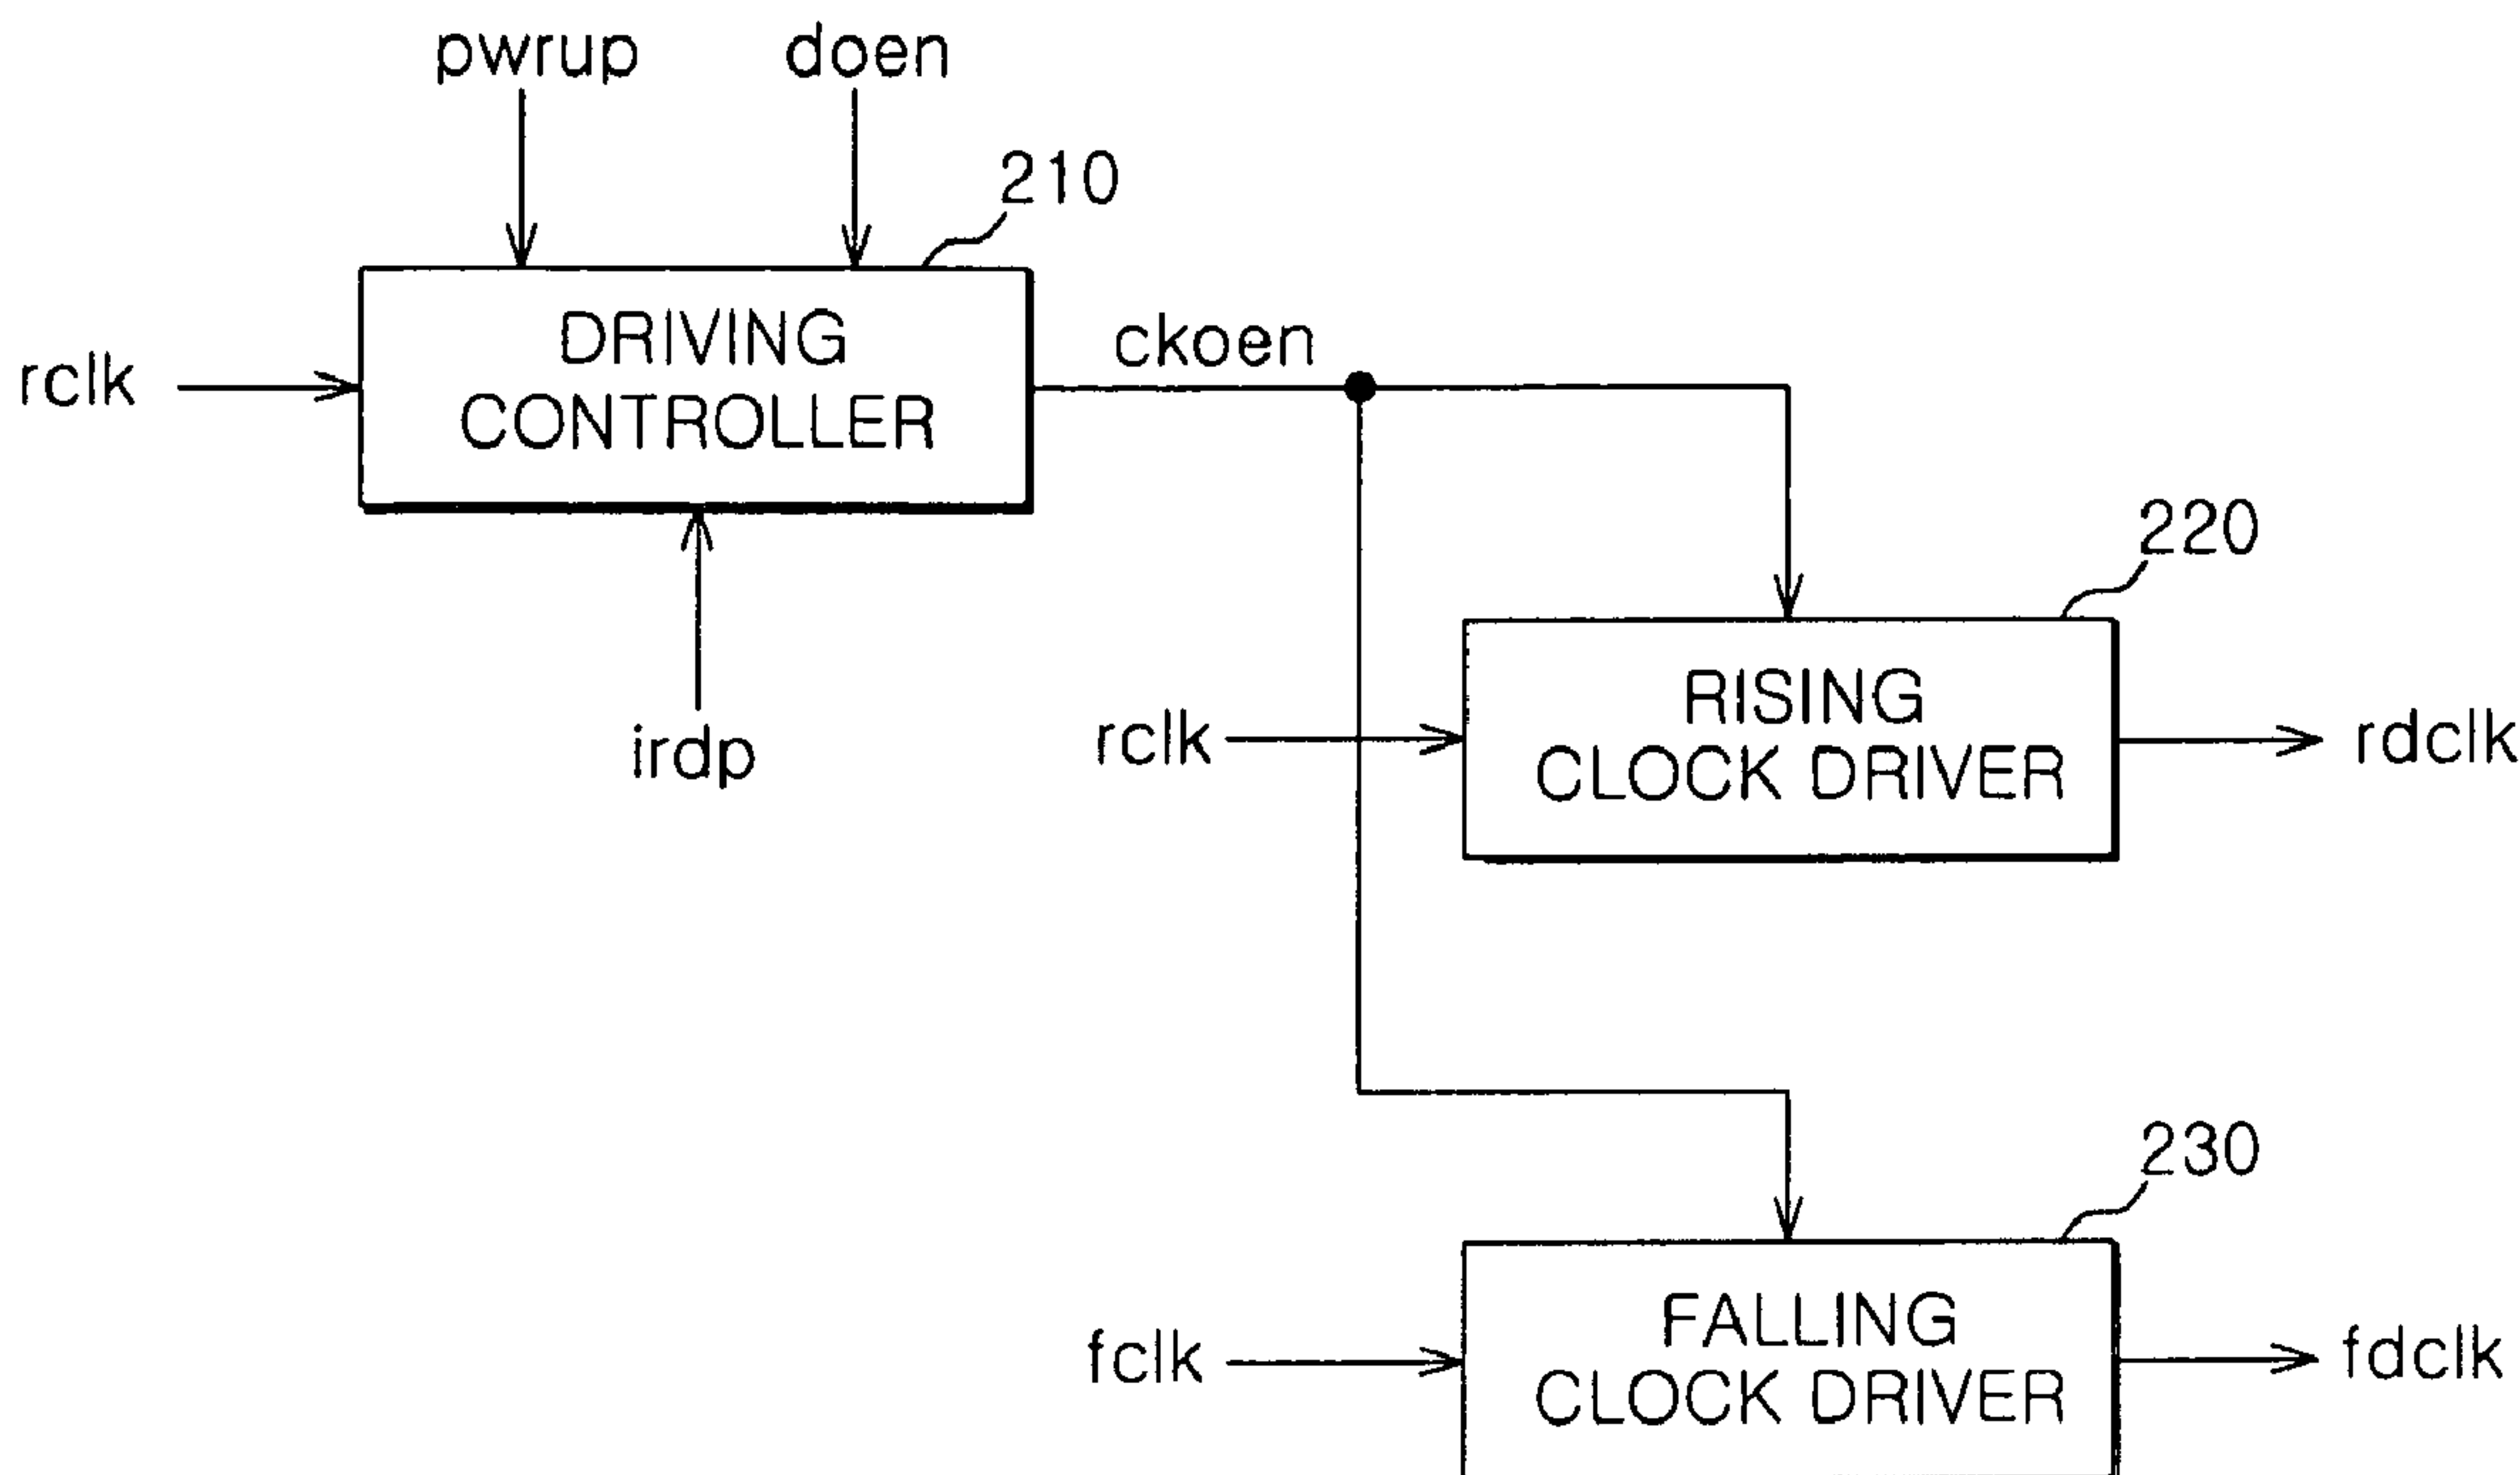 pwrup
doen
210
DRIVING
CONTROLLER
rclk
ckoen
irdp
220
RISING
CLOCK DRIVER
rclk
rdclk
230
FALLING
CLOCK DRIVER
fclk
fdclk